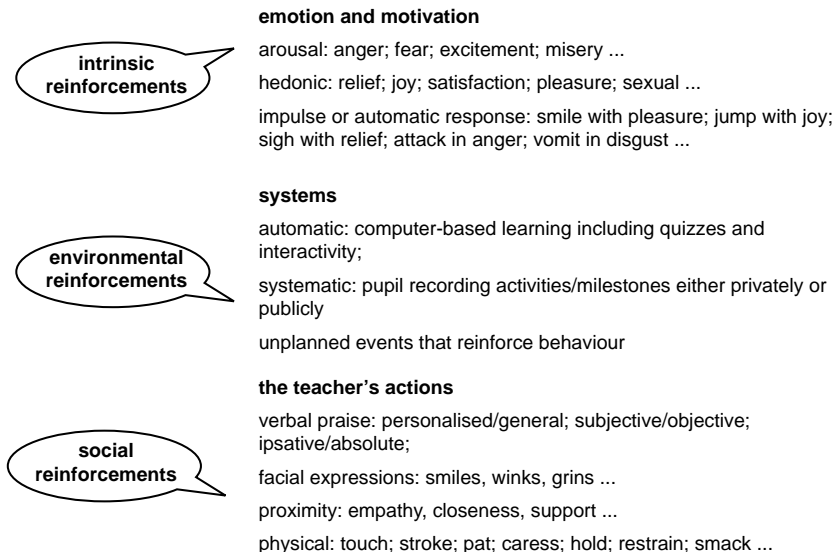 emotion and motivation
intrinsic
reinforcements
arousal: anger; fear; excitement; misery ...
hedonic: relief; joy; satisfaction; pleasure; sexual ...
impulse or automatic response: smile with pleasure; jump with joy;
sigh with relief; attack in anger; vomit in disgust ...
systems
environmental
reinforcements
automatic: computer-based learning including quizzes and
interactivity;
systematic: pupil recording activities/milestones either privately or
publicly
unplanned events that reinforce behaviour
the teacher's actions
social
reinforcements
verbal praise: personalised/general; subjective/objective;
ipsative/absolute;
facial expressions: smiles, winks, grins ...
proximity: empathy, closeness, support ...
physical: touch; stroke; pat; caress; hold; restrain; smack ...